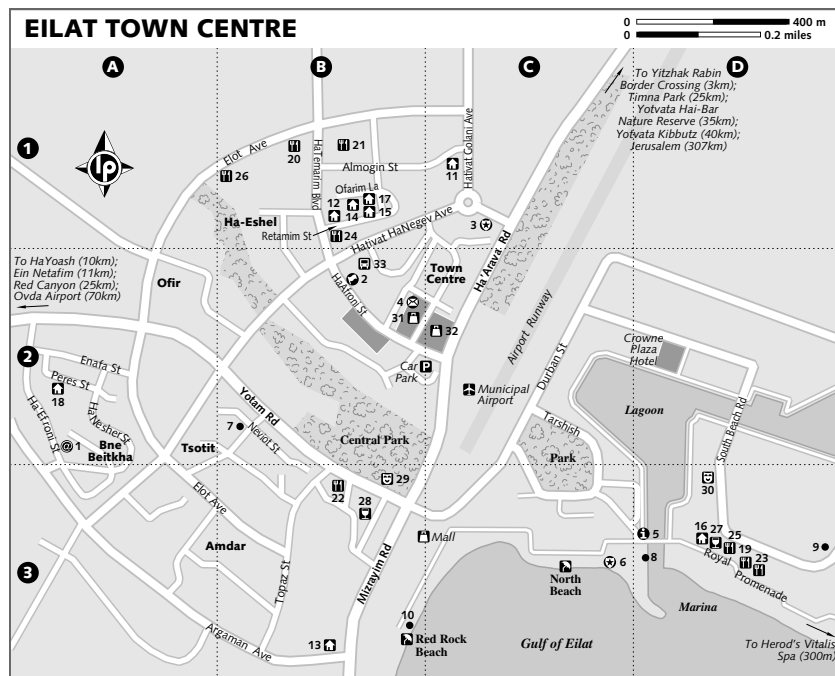 EILAT TOWN CENTRE
0 400 m
0 0.2 miles
A
B
C
D
To Yitzhak Rabin
Border Crossing (3km);
Timna Park (25km);
Yotvata Hai-Bar
Nature Reserve (35km);
Yotvata Kibbutz (40km);
Jerusalem (307km)
1
lp
Elot Ave
20
21
HaTemarim Blvd
Almogin St
Hativat Golani Ave
11
26
Ofarim La
12
17
14
15
Ha-Eshel
Retamim St
24
Hativat HaNegev Ave
3
To HaYoash (10km);
Ein Netafim (11km);
Red Canyon (25km);
Ovda Airport (70km)
Ofir
33
2
Town
Centre
Ha'Arava Rd
HaAfroni St
4
31
32
Airport Runway
Crowne
Plaza
Hotel
2
Enafa St
Peres St
18
Car
Park
P
Municipal
Airport
Durban St
Lagoon
South Beach Rd
Ha-Efroni St
HaNesher St
1
Bne
Beitkha
Yotam Rd
7
Neviot St
Tsotit
Central Park
Tarshish
Park
29
22
28
30
Elot Ave
Amdar
Topaz St
Mizrayim Rd
Mall
5
16
27
25
19
23
9
8
6
Royal Promenade
3
North
Beach
Marina
10
Red Rock
Beach
Gulf of Eilat
Argaman Ave
13
To Herod's Vitalis
Spa (300m)